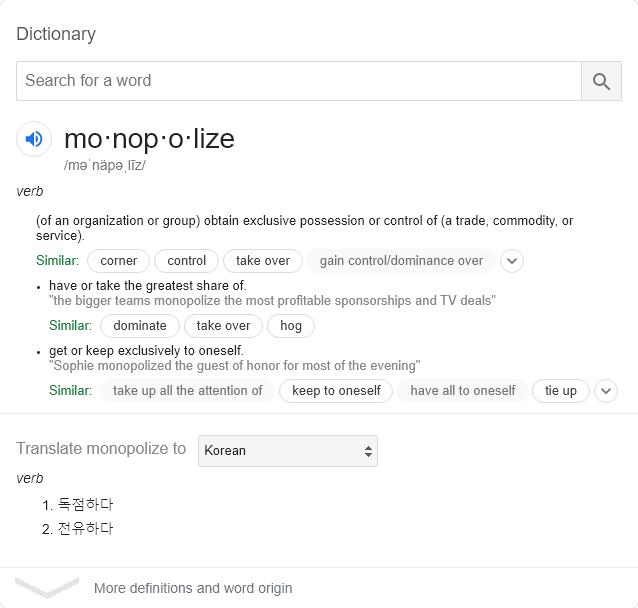 Dictionary
Search for a word
mo·nop·o·lize
/məˈnäpəˌlīz/
verb
(of an organization or group) obtain exclusive possession or control of (a trade, commodity, or
service).
Similar: corner control take over gain control/dominance over
• have or take the greatest share of.
"the bigger teams monopolize the most profitable sponsorships and TV deals"
Similar: dominate take over hog
• get or keep exclusively to oneself.
"Sophie monopolized the guest of honor for most of the evening"
Similar: take up all the attention of keep to oneself have all to oneself tie up
Translate monopolize to Korean
verb
1. 독점하다
2. 전유하다
More definitions and word origin